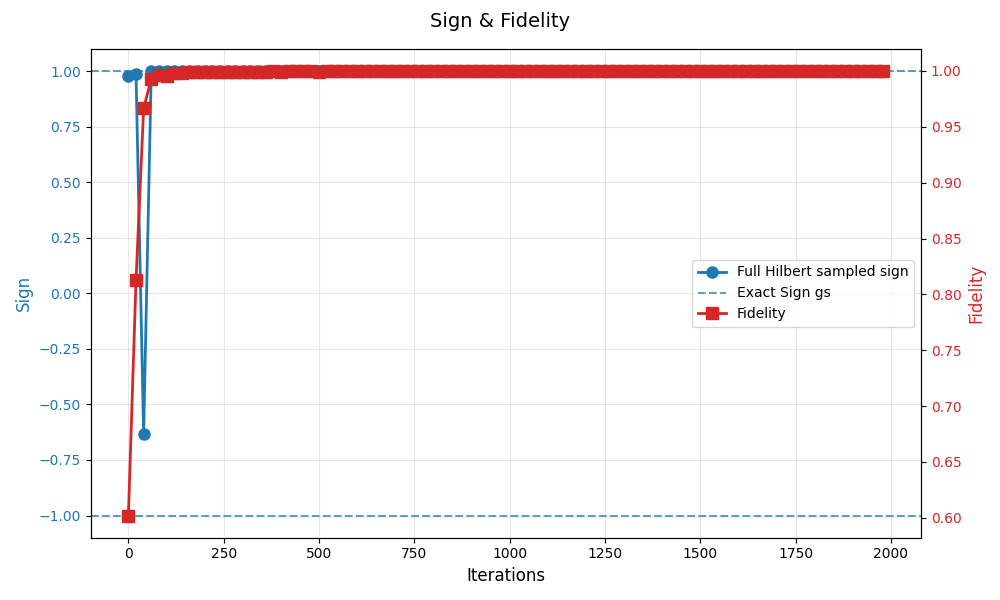 Sign & Fidelity
1.00
0.75
0.50
0.25
0.00
−0.25
−0.50
−0.75
−1.00
Sign
1.00
0.95
0.90
0.85
0.80
0.75
0.70
0.65
0.60
Fidelity
Full Hilbert sampled sign
Exact Sign gs
Fidelity
0 250 500 750 1000 1250 1500 1750 2000
Iterations